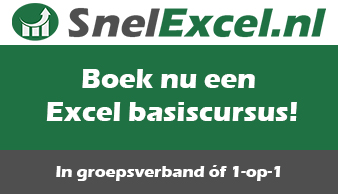 SnelExcel.nl
Boek nu een
Excel basiscursus!
In groepsverband óf 1-op-1